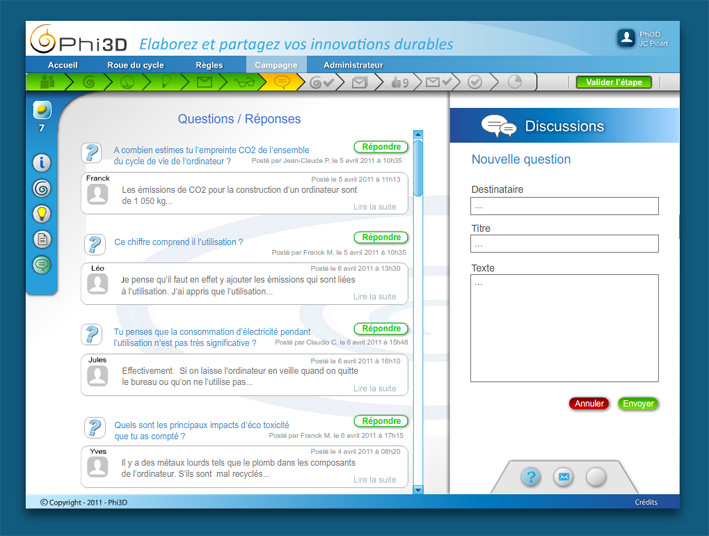 Phi3D
Elaborez et partagez vos innovations durables
Phi3D
JC Picart
Accueil
Roue du cycle
Règles
Campagne
Administrateur
9
Valider l'étape
7
Questions / Réponses
A combien estimes tu l'empreinte CO2 de l'ensemble
du cycle de vie de l'ordinateur ?
Répondre
Posté par Jean-Claude P. le 5 avril 2011 à 10h35
Franck
Posté le 5 avril 2011 à 11h13
Les émissions de CO2 pour la construction d'un ordinateur sont
de 1 050 kg...
Lire la suite
Ce chiffre comprend il l'utilisation ?
Répondre
Posté par Franck M. le 5 avril 2011 à 10h35
Léo
Posté le 6 avril 2011 à 13h30
Je pense qu'il faut en effet y ajouter les émissions qui sont liées
à l'utilisation. J'ai appris que l'utilisation...
Lire la suite
Tu penses que la consommation d'électricité pendant
l'utilisation n'est pas très significative ?
Répondre
Posté par Claudio C. le 6 avril 2011 à 15h48
Jules
Posté le 6 avril 2011 à 16h10
Effectivement. Si on laisse l'ordinateur en veille quand on quitte
le bureau ou qu'on ne l'utilise pas...
Lire la suite
Quels sont les principaux impacts d'éco toxicité
que tu as compté ?
Répondre
Posté par Franck M. le 6 avril 2011 à 17h15
Yves
Posté le 4 avril 2011 à 08h20
Il y a des métaux lourds tels que le plomb dans les composants
de l'ordinateur. S'ils sont mal recyclés...
Lire la suite
Discussions
Nouvelle question
Destinataire
...
Titre
...
Texte
...
Annuler
Envoyer
© Copyright - 2011 - Phi3D
Crédits